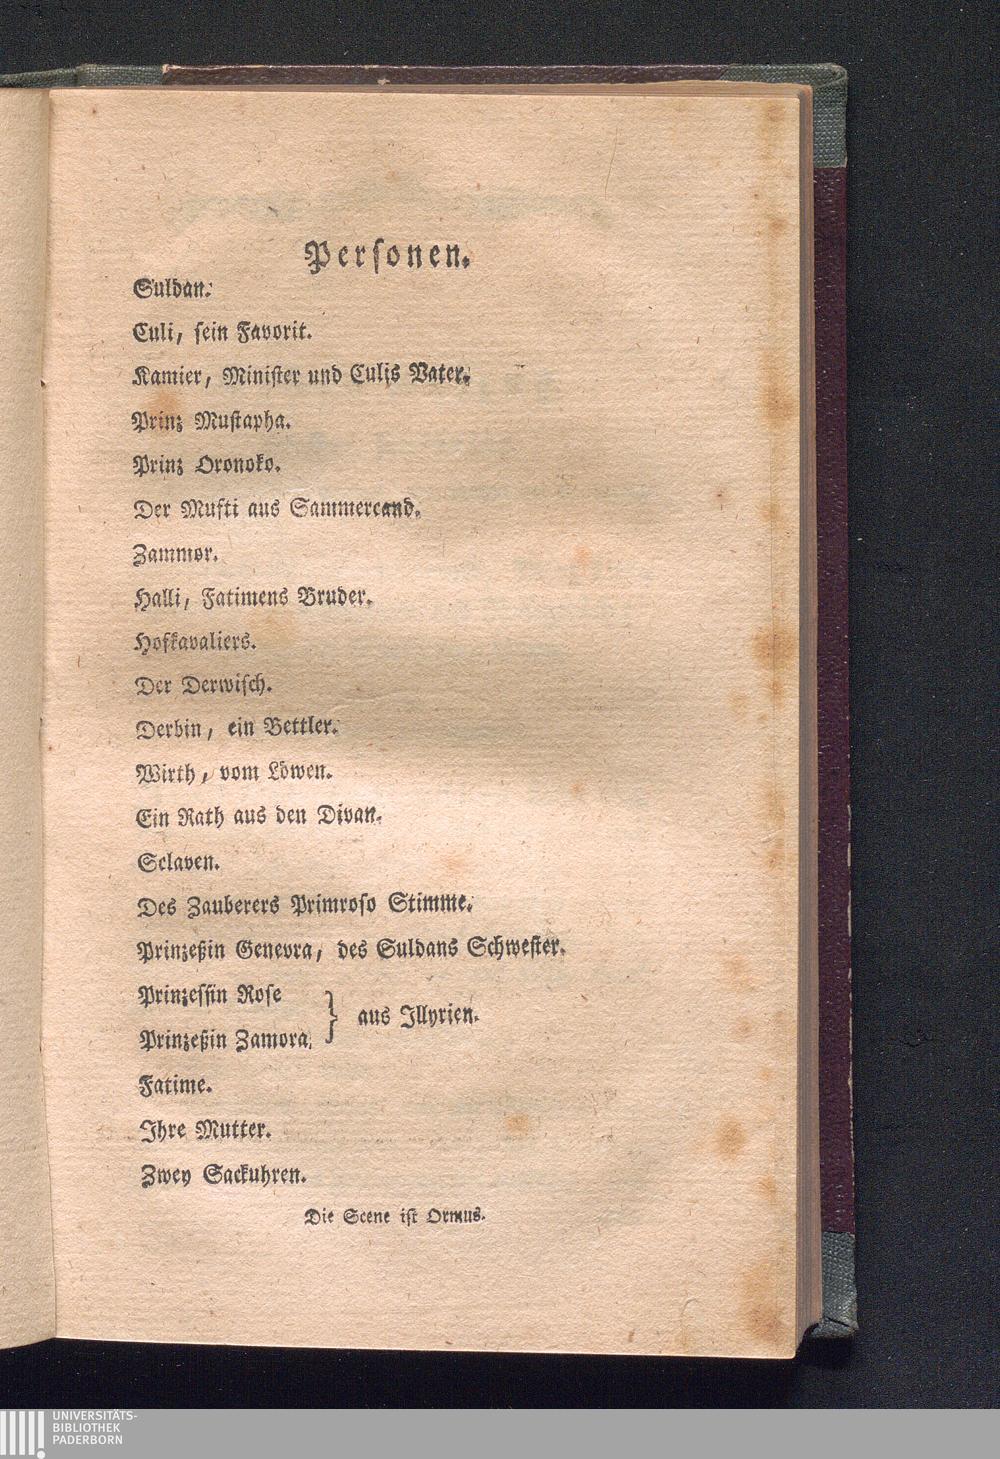 Personen.
Suldan.
Culi, sein Favorit.
Kamier, Minister und Culis Vater.
Prinz Mustapha.
Prinz Oronoko.
Der Mufti aus Sammercand.
Zammor.
Halli, Fatimens Bruder.
Hofkavaliers.
Der Derwisch.
Derbin, ein Bettler.
Wirth, vom Löwen.
Ein Rath aus den Divan.
Sclaven.
Des Zauberers Primroso Stimme.
Prinzeßin Genevra, des Suldans Schwester.
Prinzessin Rose
} aus Illyrien.
Prinzeßin Zamora,
Fatime.
Ihre Mutter.
Zwey Sackuhren.
Die Scene ist Ormus.
UNIVERSITÄTS-
BIBLIOTHEK
PADERBORN